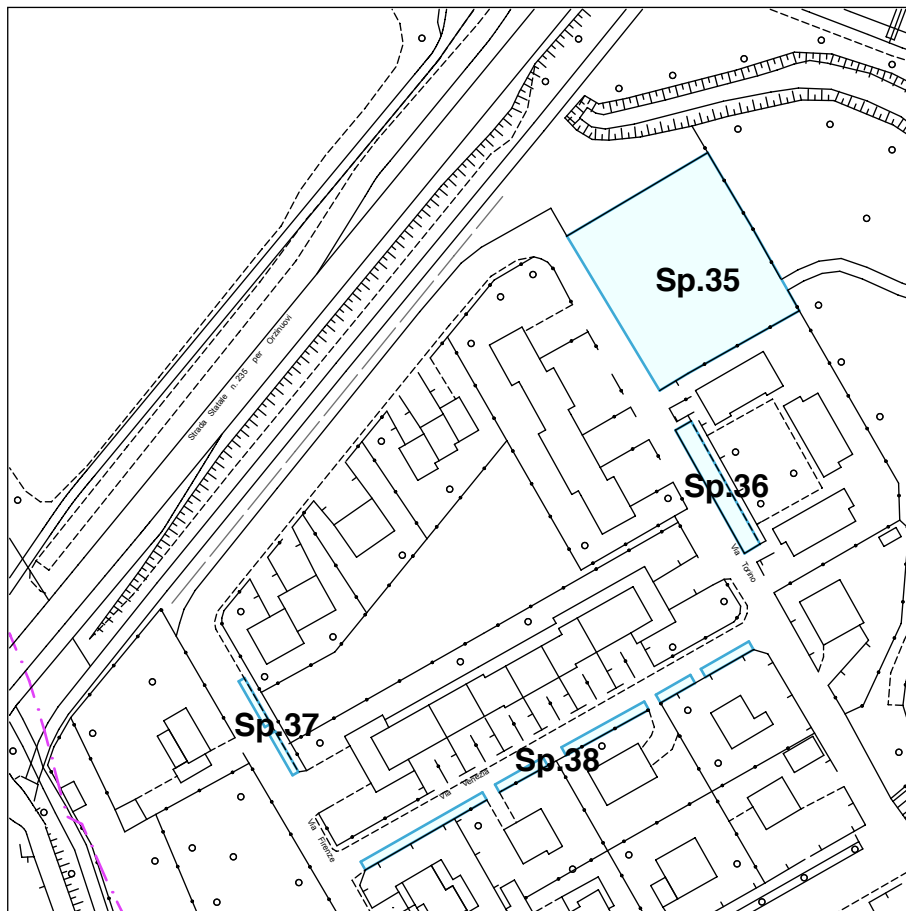 Sp.35
Strada Statale n. 235 per Orzinuovi
Sp.36
Via Torino
Sp.37
Sp.38
Via Venezia
Via Firenze